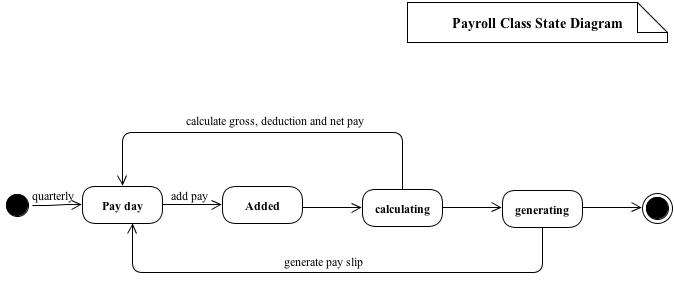 Payroll Class State Diagram
calculate gross, deduction and net pay
quarterly
Pay day
add pay
Added
calculating
generating
generate pay slip